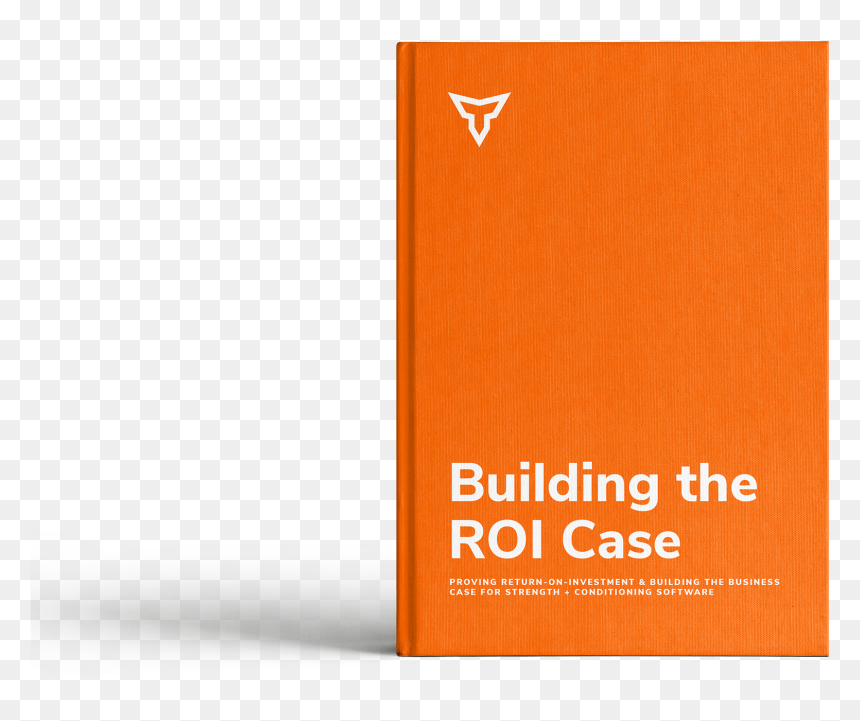 Building the
ROI Case
PROVING RETURN-ON-INVESTMENT & BUILDING THE BUSINESS
CASE FOR STRENGTH + CONDITIONING SOFTWARE